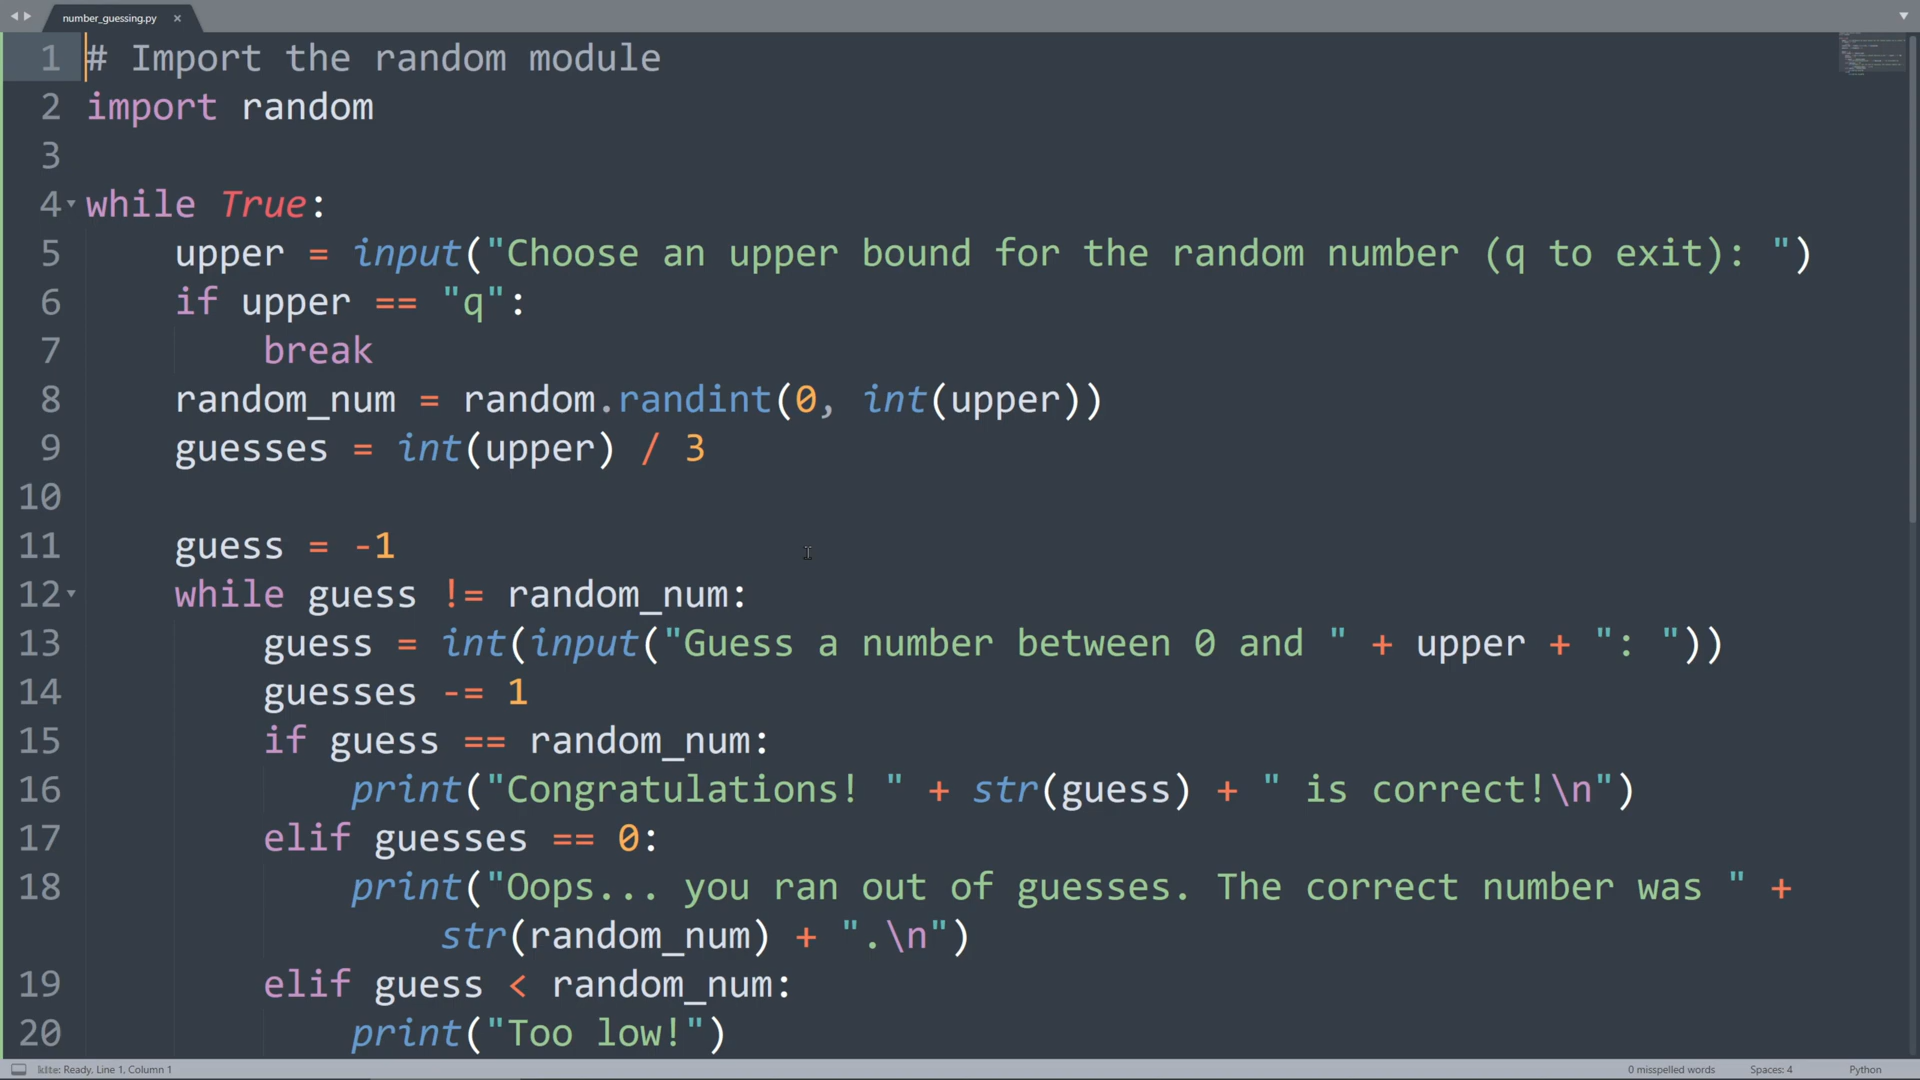 number_guessing.py ×
1 # Import the random module
2 import random
3
4 while True:
5     upper = input("Choose an upper bound for the random number (q to exit): ")
6     if upper == "q":
7         break
8     random_num = random.randint(0, int(upper))
9     guesses = int(upper) / 3
10
11     guess = -1
12     while guess != random_num:
13         guess = int(input("Guess a number between 0 and " + upper + ": "))
14         guesses -= 1
15         if guess == random_num:
16             print("Congratulations! " + str(guess) + " is correct!\n")
17         elif guesses == 0:
18             print("Oops... you ran out of guesses. The correct number was " +
                str(random_num) + ".\n")
19         elif guess < random_num:
20             print("Too low!")
kite: Ready, Line 1, Column 1 0 misspelled words Spaces: 4 Python